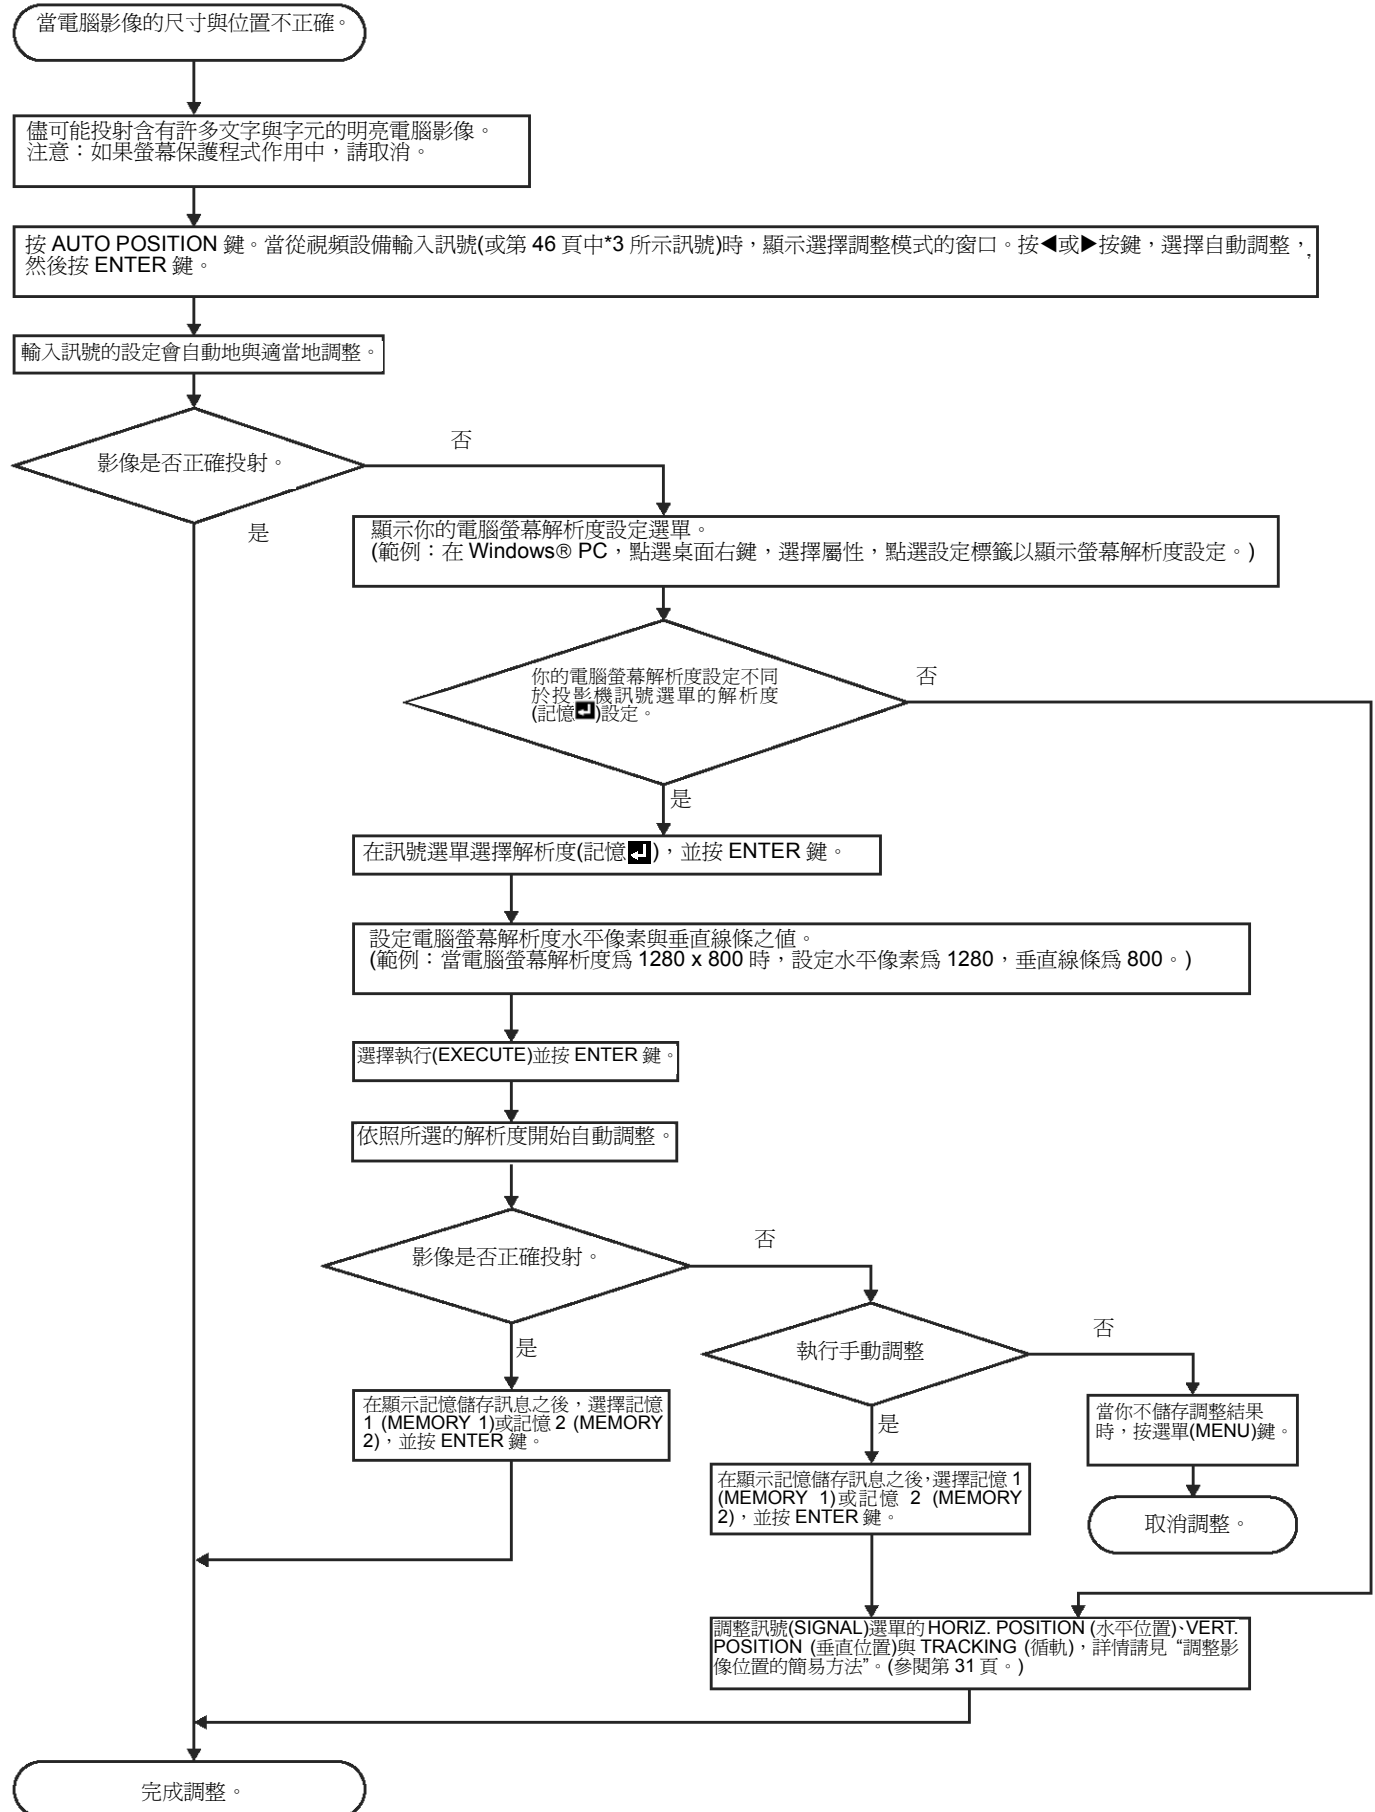 當電腦影像的尺寸與位置不正確。
儘可能投射含有許多文字與字元的明亮電腦影像。
注意：如果螢幕保護程式作用中，請取消。
按 AUTO POSITION 鍵。當從視頻設備輸入訊號(或第 46 頁中*3 所示訊號)時，顯示選擇調整模式的窗口。按◀或▶按鍵，選擇自動調整，
然後按 ENTER 鍵。
輸入訊號的設定會自動地與適當地調整。
影像是否正確投射。
否
是
顯示你的電腦螢幕解析度設定選單。
(範例：在 Windows® PC，點選桌面右鍵，選擇屬性，點選設定標籤以顯示螢幕解析度設定。)
你的電腦螢幕解析度設定不同
於投影機訊號選單的解析度
(記憶↵)設定。
否
是
在訊號選單選擇解析度(記憶↵)，並按 ENTER 鍵。
設定電腦螢幕解析度水平像素與垂直線條之值。
(範例：當電腦螢幕解析度爲 1280 x 800 時，設定水平像素爲 1280，垂直線條爲 800。)
選擇執行(EXECUTE)並按 ENTER 鍵。
依照所選的解析度開始自動調整。
影像是否正確投射。
否
是
執行手動調整
否
是
在顯示記憶儲存訊息之後，選擇記憶
1 (MEMORY 1)或記憶 2 (MEMORY
2)，並按 ENTER 鍵。
當你不儲存調整結果
時，按選單(MENU)鍵。
在顯示記憶儲存訊息之後，選擇記憶 1
(MEMORY 1)或記憶 2 (MEMORY
2)，並按 ENTER 鍵。
取消調整。
調整訊號(SIGNAL)選單的 HORIZ. POSITION (水平位置)、VERT.
POSITION (垂直位置)與 TRACKING (循軌)，詳情請見 “調整影
像位置的簡易方法”。(參閱第 31 頁。)
完成調整。